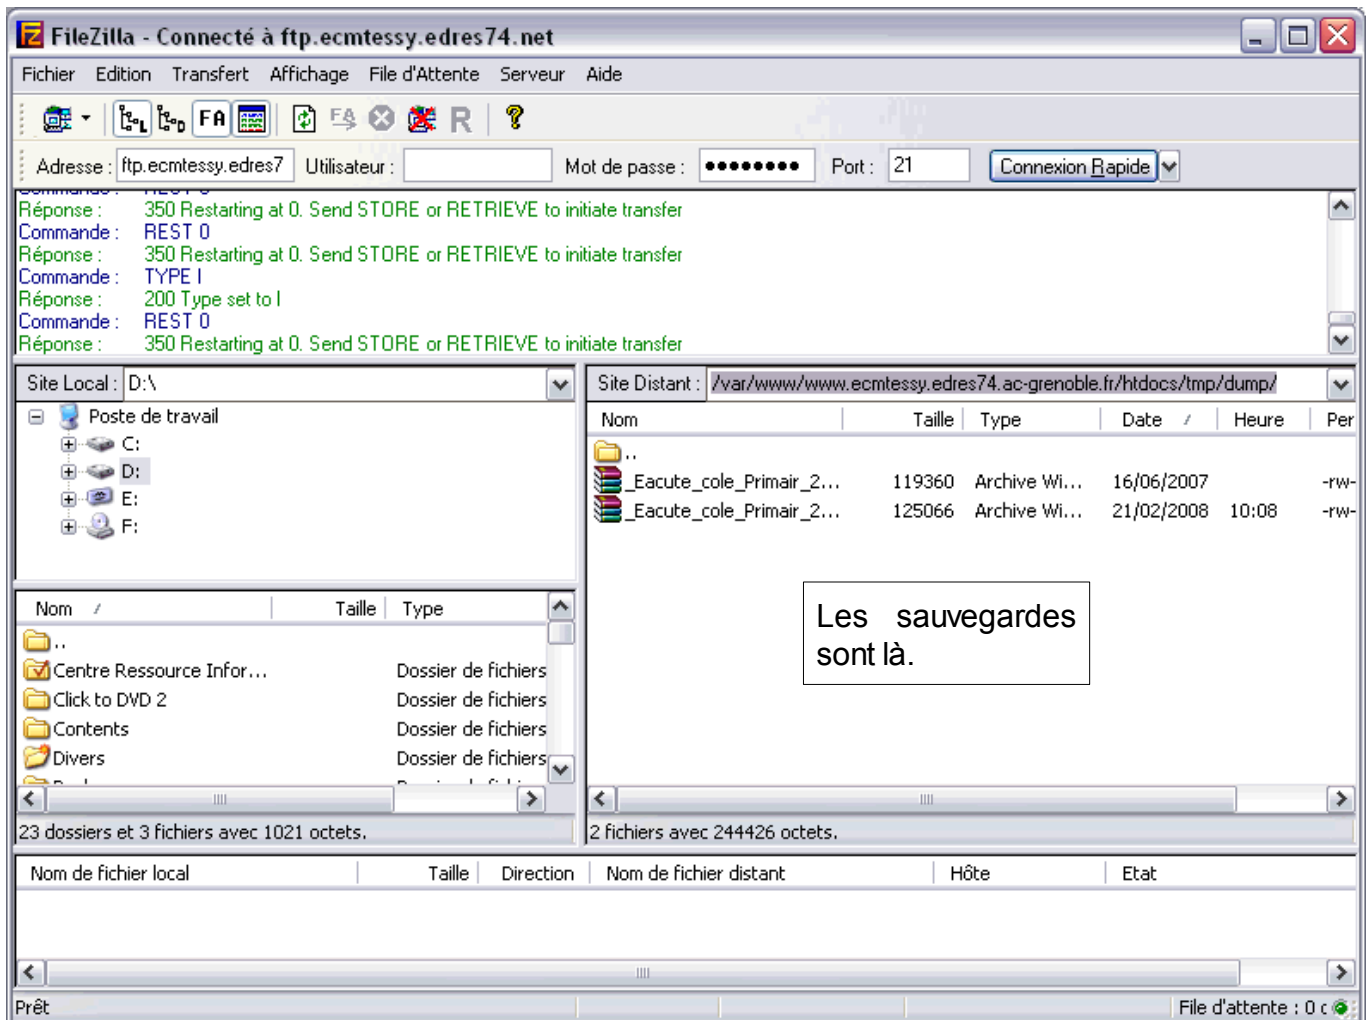 FileZilla - Connecté à ftp.ecmtessy.edres74.net
Fichier Edition Transfert Affichage File d'Attente Serveur Aide
FA FA R ?
Adresse : ftp.ecmtessy.edres7 Utilisateur : Mot de passe : ●●●●●●●● Port : 21 Connexion Rapide
Réponse : 350 Restarting at 0. Send STORE or RETRIEVE to initiate transfer
Commande : REST 0
Réponse : 350 Restarting at 0. Send STORE or RETRIEVE to initiate transfer
Commande : TYPE I
Réponse : 200 Type set to I
Commande : REST 0
Réponse : 350 Restarting at 0. Send STORE or RETRIEVE to initiate transfer
Site Local : D:\
Poste de travail
C:
D:
E:
F:
Nom Taille Type
..
Centre Ressource Infor... Dossier de fichiers
Click to DVD 2 Dossier de fichiers
Contents Dossier de fichiers
Divers Dossier de fichiers
23 dossiers et 3 fichiers avec 1021 octets.
Site Distant : /var/www/www.ecmtessy.edres74.ac-grenoble.fr/htdocs/tmp/dump/
Nom Taille Type Date Heure Per
..
_Eacute_cole_Primair_2... 119360 Archive Wi... 16/06/2007 -rw-
_Eacute_cole_Primair_2... 125066 Archive Wi... 21/02/2008 10:08 -rw-
Les sauvegardes
sont là.
2 fichiers avec 244426 octets.
Nom de fichier local Taille Direction Nom de fichier distant Hôte Etat
Prêt File d'attente : 0 c